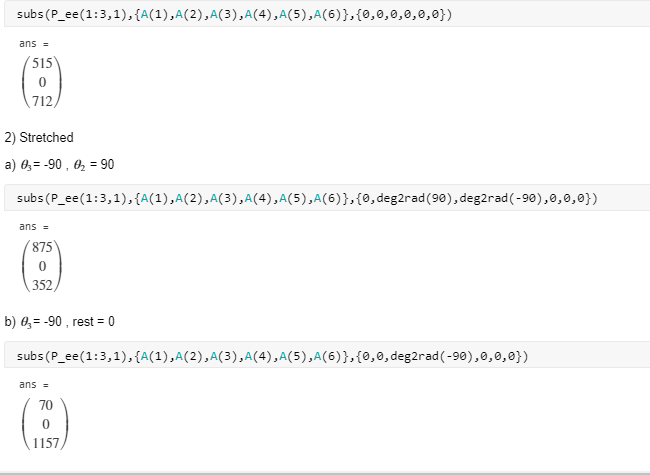 subs(P_ee(1:3,1),{A(1),A(2),A(3),A(4),A(5),A(6)},{0,0,0,0,0,0})
ans =
515
0
712
2) Stretched
a) θ₃= -90 , θ₂ = 90
subs(P_ee(1:3,1),{A(1),A(2),A(3),A(4),A(5),A(6)},{0,deg2rad(90),deg2rad(-90),0,0,0})
ans =
875
0
352
b) θ₃= -90 , rest = 0
subs(P_ee(1:3,1),{A(1),A(2),A(3),A(4),A(5),A(6)},{0,0,deg2rad(-90),0,0,0})
ans =
70
0
1157